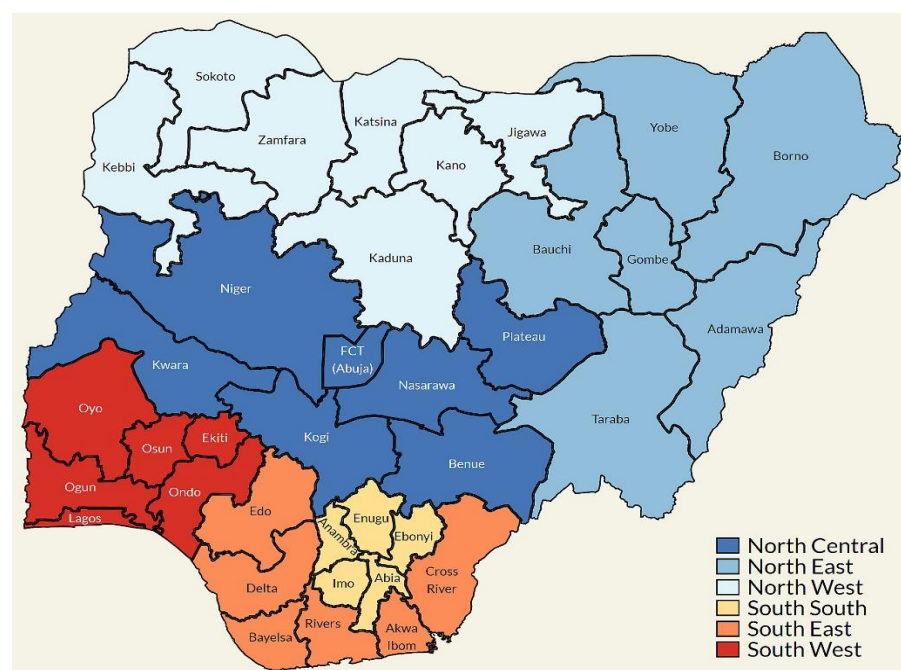 Sokoto
Katsina
Yobe
Jigawa
Zamfara
Borno
Kano
Kebbi
Bauchi
Kaduna
Gombe
Niger
Adamawa
Plateau
FCT
(Abuja)
Kwara
Nasarawa
Oyo
Taraba
Ekiti
Kogi
Osun
Benue
Ogun
Ondo
Edo
Enugu
Lagos
Anambra
Ebonyi
Cross
River
Delta
Imo
Abia
Bayelsa
Rivers
Akwa
Ibom
North Central
North East
North West
South South
South East
South West